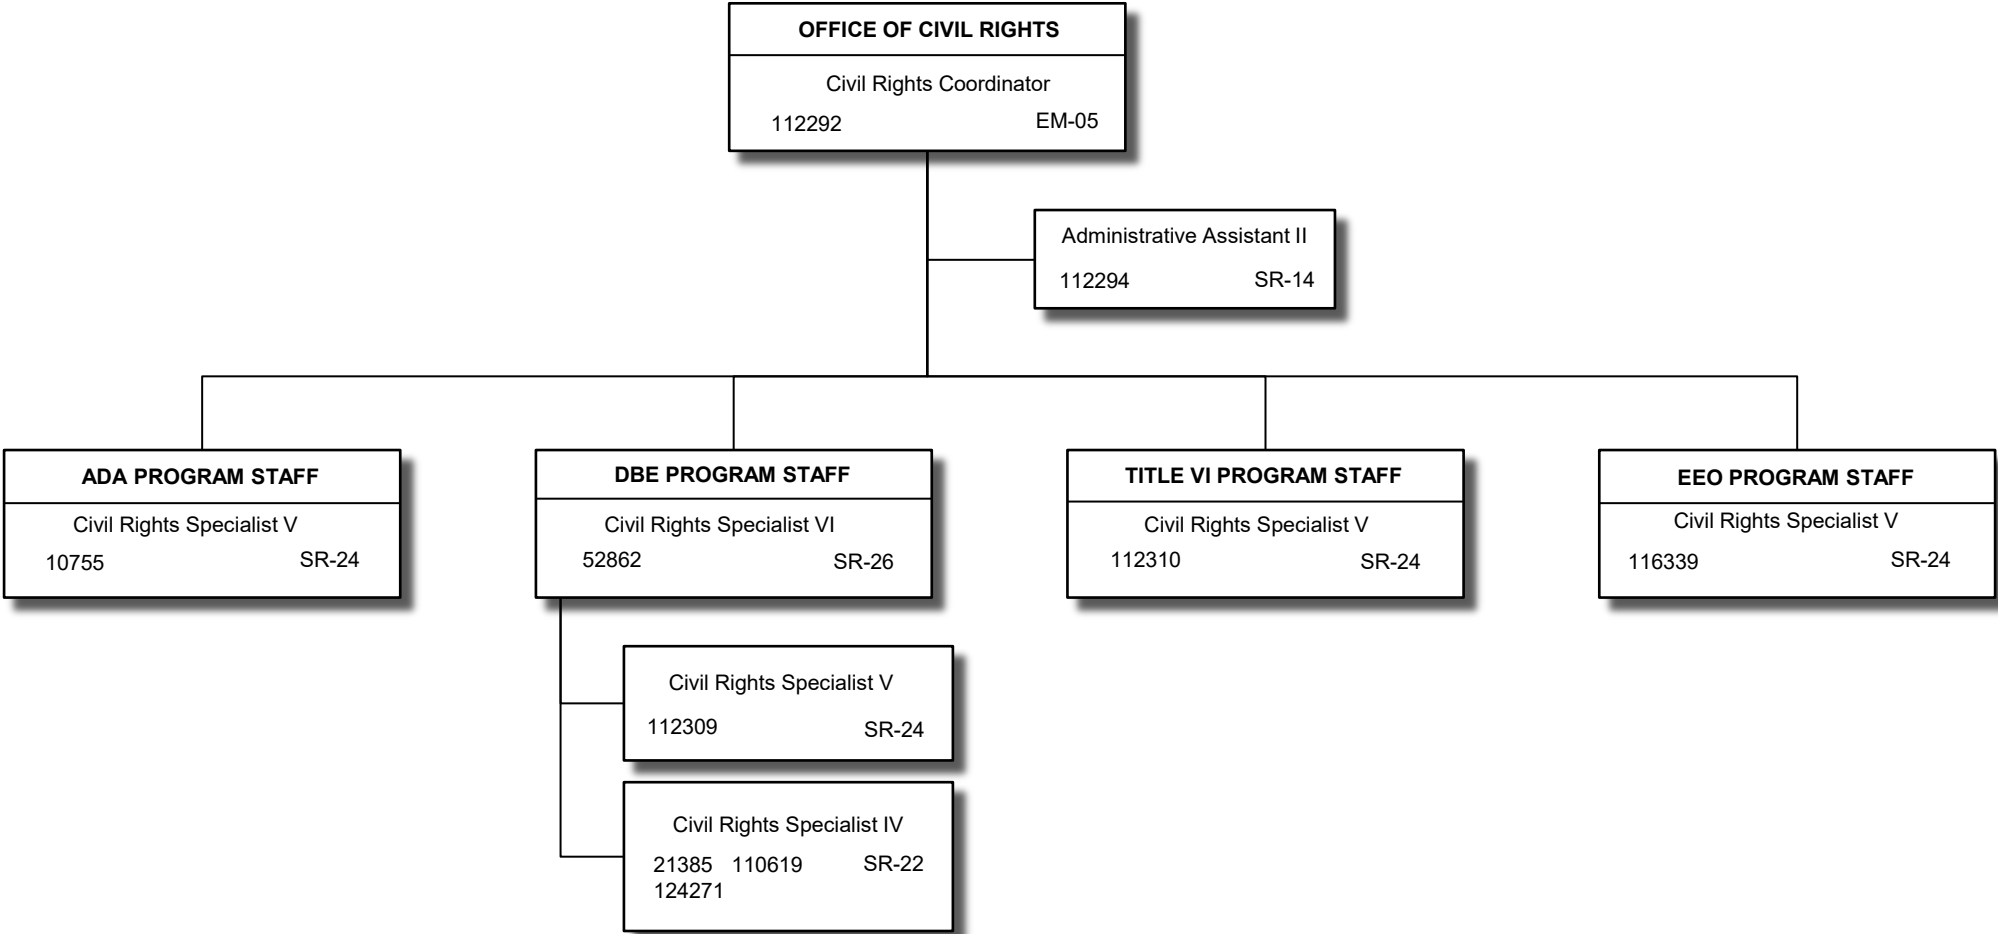 OFFICE OF CIVIL RIGHTS
Civil Rights Coordinator
112292 EM-05
Administrative Assistant II
112294 SR-14
ADA PROGRAM STAFF
Civil Rights Specialist V
10755 SR-24
DBE PROGRAM STAFF
Civil Rights Specialist VI
52862 SR-26
TITLE VI PROGRAM STAFF
Civil Rights Specialist V
112310 SR-24
EEO PROGRAM STAFF
Civil Rights Specialist V
116339 SR-24
Civil Rights Specialist V
112309 SR-24
Civil Rights Specialist IV
21385 110619 SR-22
124271